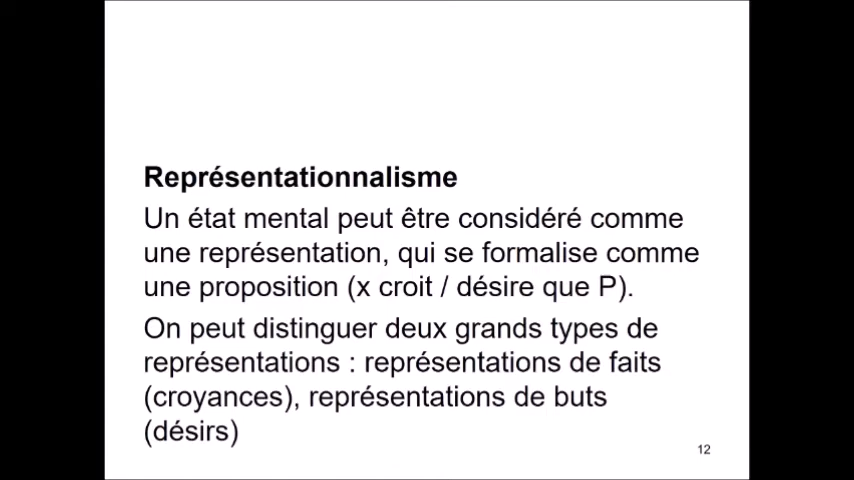 Représentationnalisme
Un état mental peut être considéré comme
une représentation, qui se formalise comme
une proposition (x croit / désire que P).
On peut distinguer deux grands types de
représentations : représentations de faits
(croyances), représentations de buts
(désirs)
12